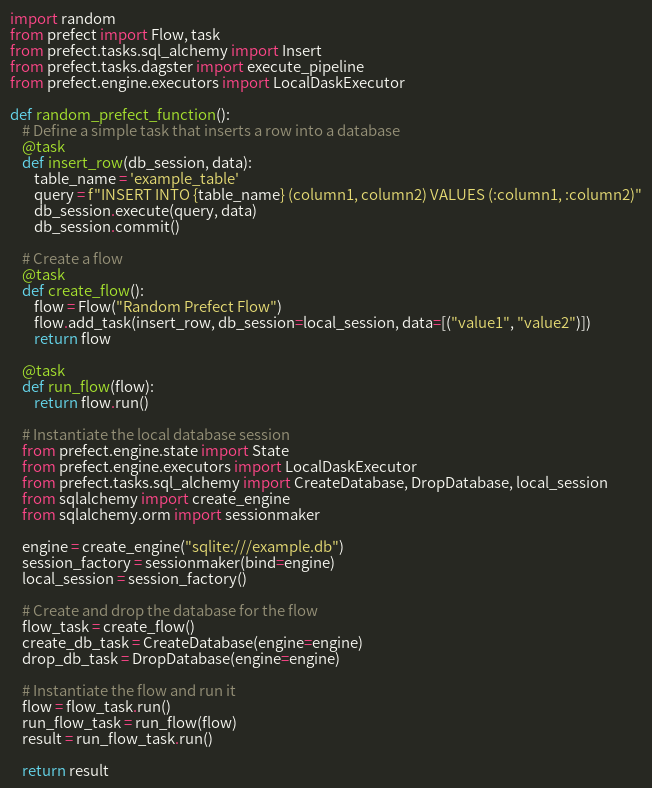 import random
from prefect import Flow, task
from prefect.tasks.sql_alchemy import Insert
from prefect.tasks.dagster import execute_pipeline
from prefect.engine.executors import LocalDaskExecutor

def random_prefect_function():
    # Define a simple task that inserts a row into a database
    @task
    def insert_row(db_session, data):
        table_name = 'example_table'
        query = f"INSERT INTO {table_name} (column1, column2) VALUES (:column1, :column2)"
        db_session.execute(query, data)
        db_session.commit()

    # Create a flow
    @task
    def create_flow():
        flow = Flow("Random Prefect Flow")
        flow.add_task(insert_row, db_session=local_session, data=[("value1", "value2")])
        return flow

    @task
    def run_flow(flow):
        return flow.run()

    # Instantiate the local database session
    from prefect.engine.state import State
    from prefect.engine.executors import LocalDaskExecutor
    from prefect.tasks.sql_alchemy import CreateDatabase, DropDatabase, local_session
    from sqlalchemy import create_engine
    from sqlalchemy.orm import sessionmaker

    engine = create_engine("sqlite:///example.db")
    session_factory = sessionmaker(bind=engine)
    local_session = session_factory()

    # Create and drop the database for the flow
    flow_task = create_flow()
    create_db_task = CreateDatabase(engine=engine)
    drop_db_task = DropDatabase(engine=engine)

    # Instantiate the flow and run it
    flow = flow_task.run()
    run_flow_task = run_flow(flow)
    result = run_flow_task.run()

    return result